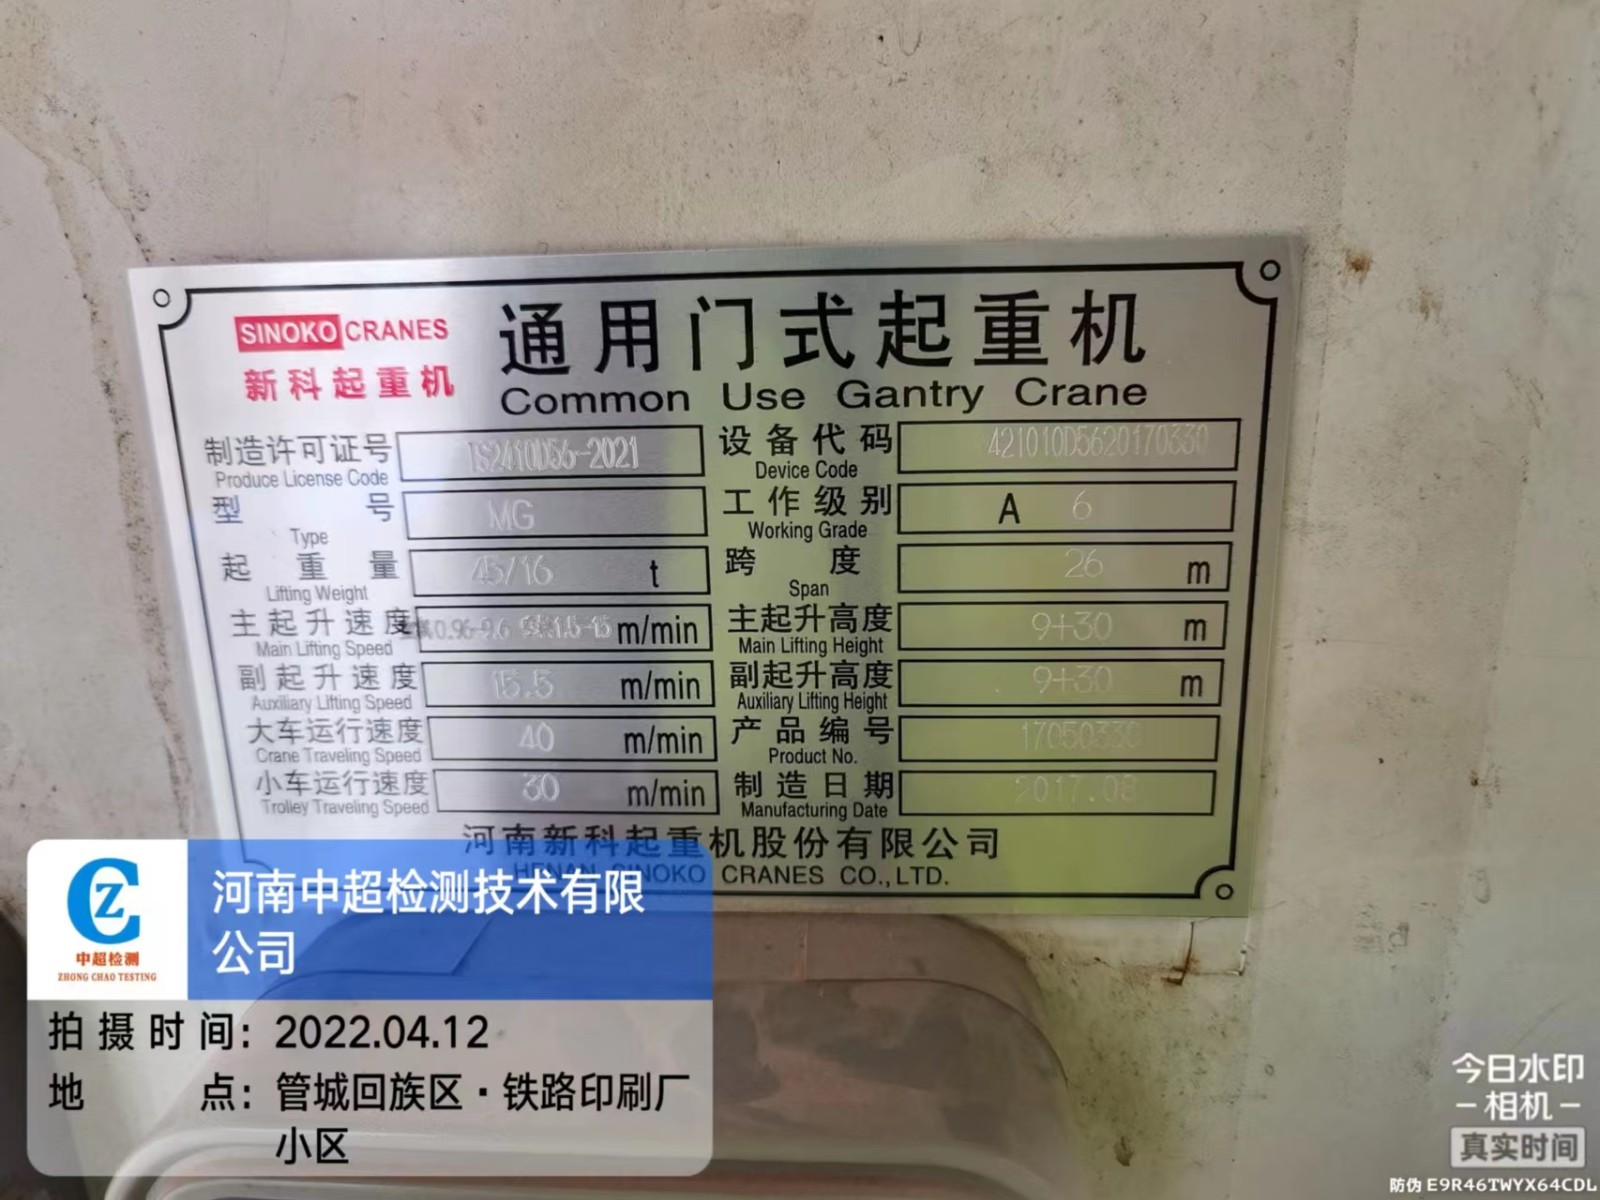 SINOKO CRANES
新科起重机
通用门式起重机
Common Use Gantry Crane
制造许可证号 TS2410D56-2021 设备代码 421010D5620170330
Produce License Code Device Code
型号 MG 工作级别 A 6
Type Working Grade
起重量 45/16 t 跨度 26 m
Lifting Weight Span
主起升速度 0.96-9.6 1.5-15 m/min 主起升高度 9+30 m
Main Lifting Speed Main Lifting Height
副起升速度 15.5 m/min 副起升高度 9+30 m
Auxiliary Lifting Speed Auxiliary Lifting Height
大车运行速度 40 m/min 产品编号 17050330
Crane Traveling Speed Product No.
小车运行速度 30 m/min 制造日期 2017.08
Trolley Traveling Speed Manufacturing Date
河南新科起重机股份有限公司
HENAN SINOKO CRANES CO.,LTD.
CZ
中超检测
ZHONG CHAO TESTING
河南中超检测技术有限
公司
拍摄时间：2022.04.12
地点：管城回族区·铁路印刷厂
小区
今日水印
相机
真实时间
防伪 E9R46TWYX64CDL